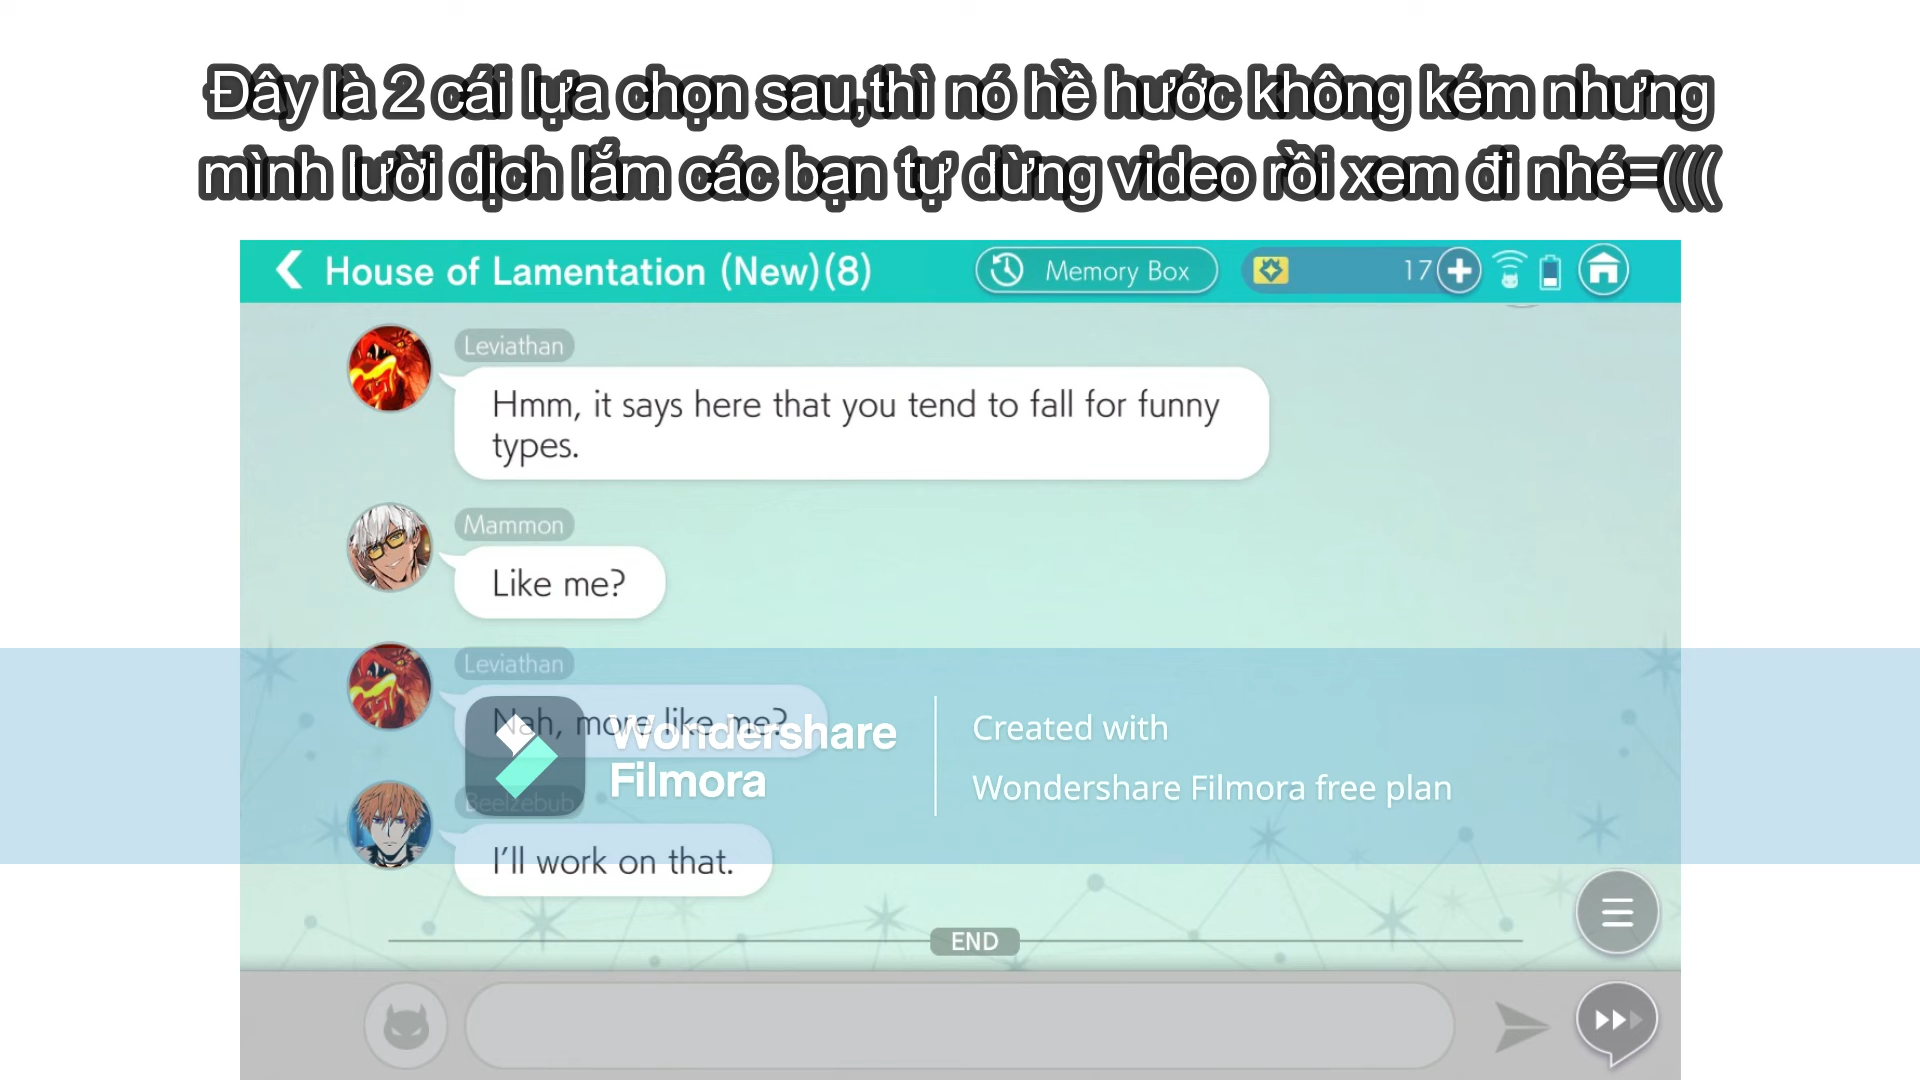 Đây là 2 cái lựa chọn sau,thì nó hề hước không kém nhưng
mình lười dịch lắm các bạn tự dừng video rồi xem đi nhé=(((
House of Lamentation (New)(8)
Memory Box
17
Leviathan
Hmm, it says here that you tend to fall for funny
types.
Mammon
Like me?
Leviathan
Nah, more like me?
Wondershare
Filmora
Created with
Wondershare Filmora free plan
Beelzebub
I'll work on that.
END